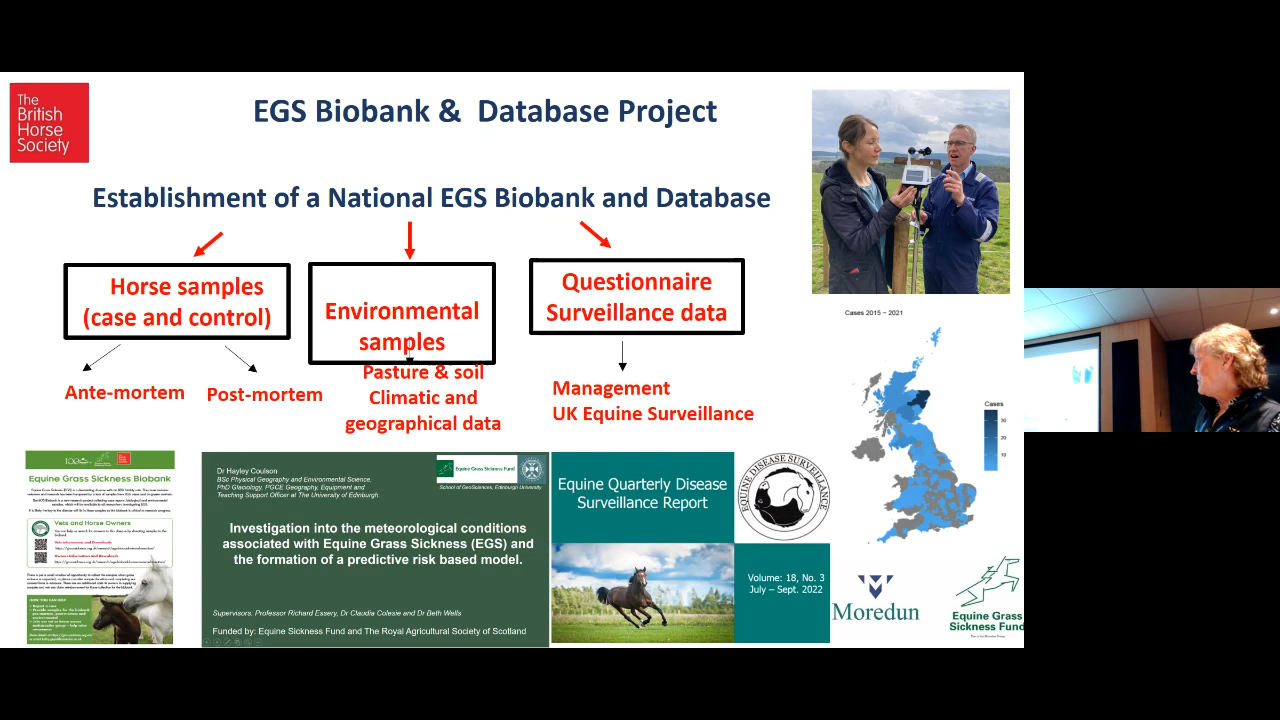 The
British
Horse
Society
EGS Biobank & Database Project
Establishment of a National EGS Biobank and Database
Horse samples
(case and control)
Environmental
samples
Questionnaire
Surveillance data
Ante-mortem
Post-mortem
Pasture & soil
Climatic and
geographical data
Management
UK Equine Surveillance
Cases 2015 – 2021
Cases
30
20
10
Equine Grass Sickness Biobank
Vets and Horse Owners
Dr Hayley Coulson
BSc Physical Geography and Environmental Science,
PhD Glaciology, PGCE Geography, Equipment and
Teaching Support Officer at The University of Edinburgh
Equine Grass Sickness Fund
School of GeoSciences, Edinburgh University
Investigation into the meteorological conditions
associated with Equine Grass Sickness (EGS) and
the formation of a predictive risk based model.
Supervisors: Professor Richard Essery, Dr Claudia Colesie and Dr Beth Wells
Funded by: Equine Sickness Fund and The Royal Agricultural Society of Scotland
Equine Quarterly Disease
Surveillance Report
EQUINE DISEASE SURVEILLANCE
Volume: 18, No. 3
July – Sept. 2022
Moredun
Equine Grass
Sickness Fund